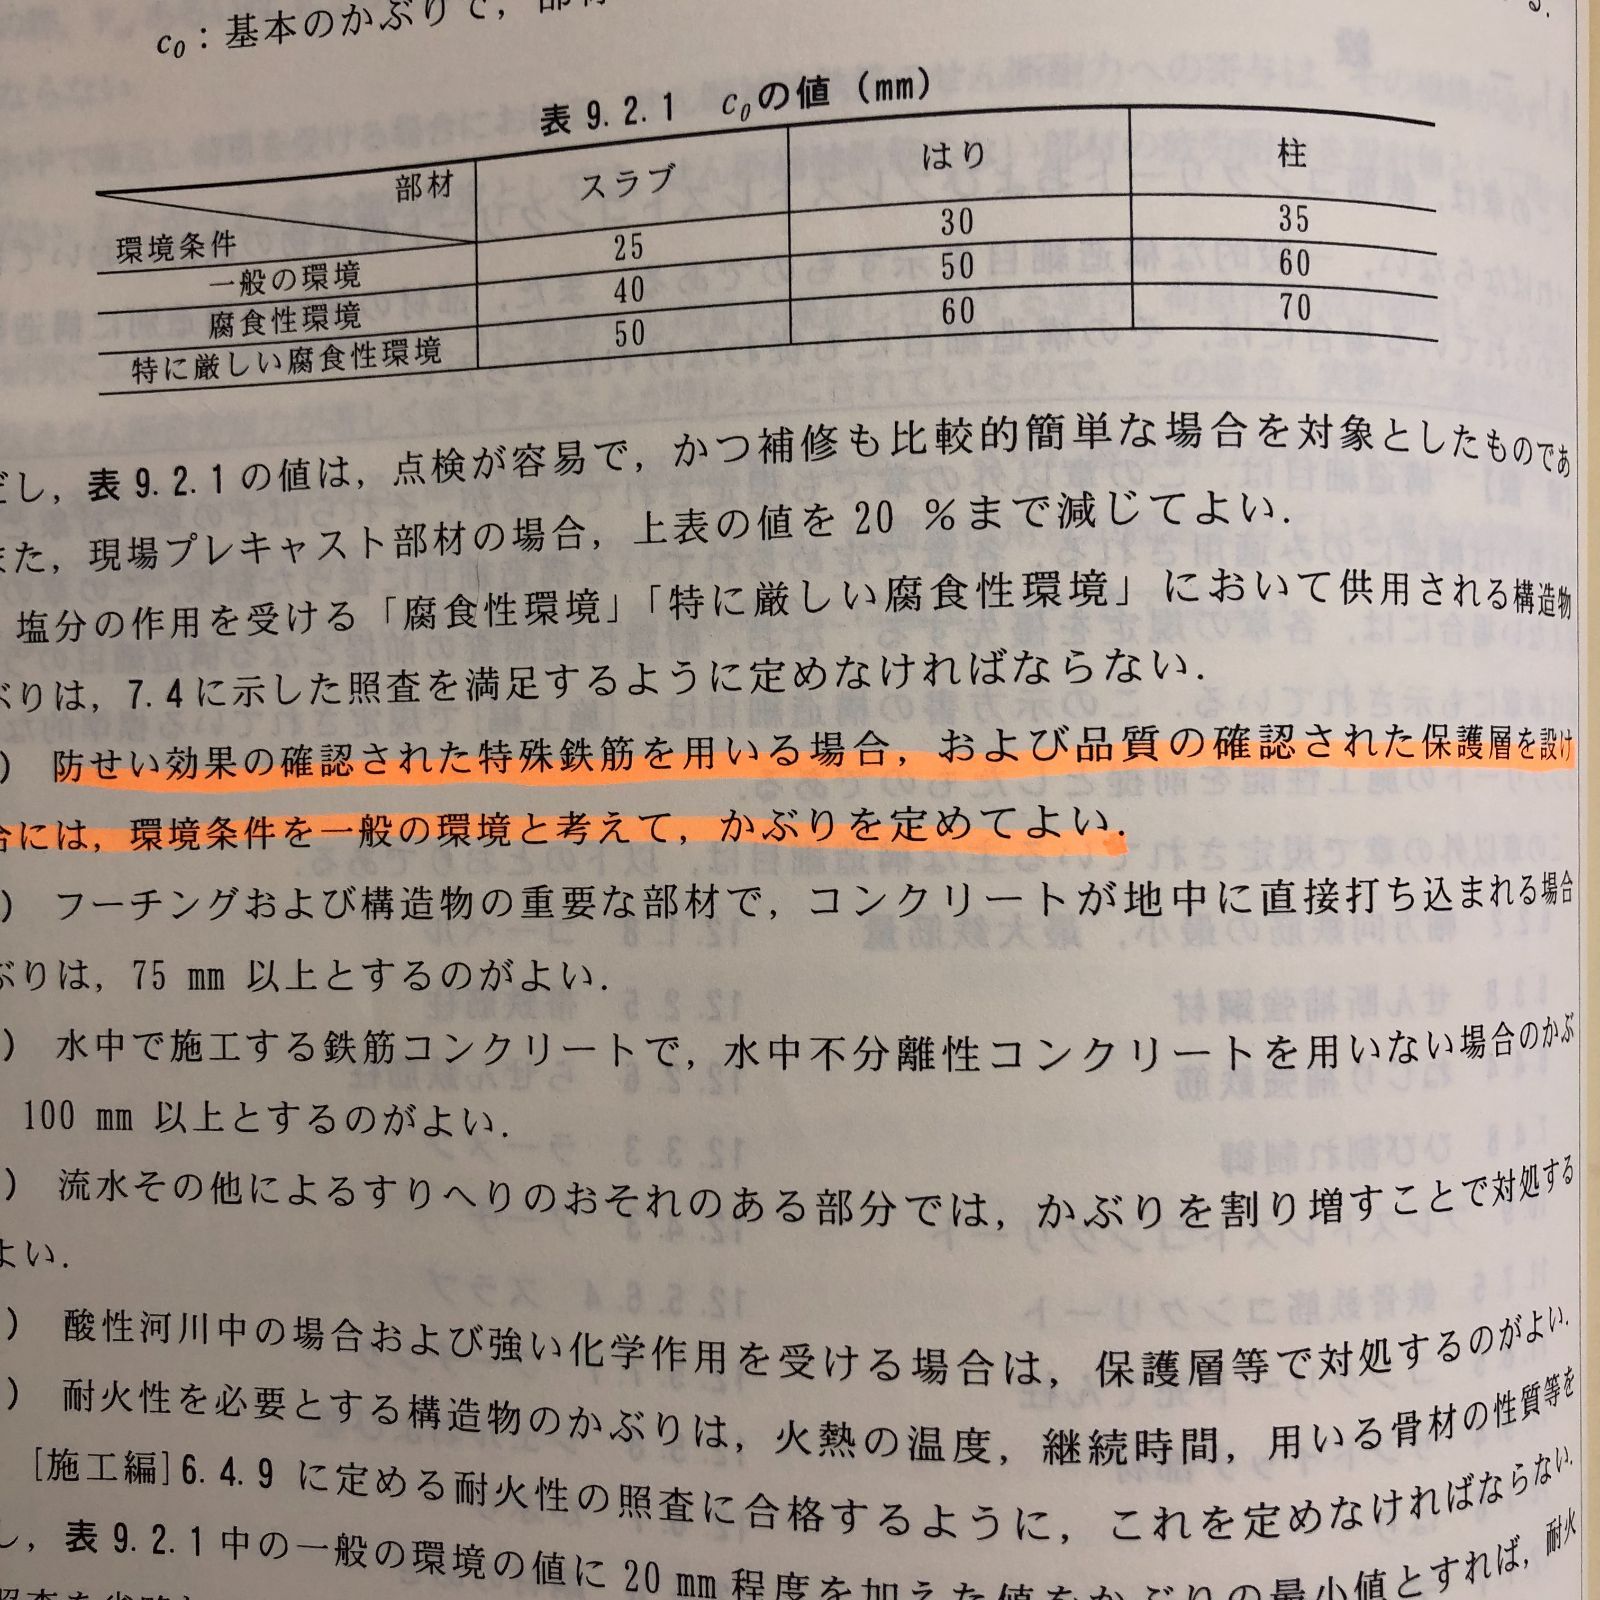 c₀：基本のかぶりで，部材
表 9.2.1 c₀の値（mm）
部材 スラブ はり 柱
環境条件
一般の環境 25 30 35
腐食性環境 40 50 60
特に厳しい腐食性環境 50 60 70
だし，表 9.2.1 の値は，点検が容易で，かつ補修も比較的簡単な場合を対象としたものであ
また，現場プレキャスト部材の場合，上表の値を 20 ％まで減じてよい．
塩分の作用を受ける「腐食性環境」「特に厳しい腐食性環境」において供用される構造物
ぶりは，7.4 に示した照査を満足するように定めなければならない．
） 防せい効果の確認された特殊鉄筋を用いる場合，および品質の確認された保護層を設け
合には，環境条件を一般の環境と考えて，かぶりを定めてよい．
） フーチングおよび構造物の重要な部材で，コンクリートが地中に直接打ち込まれる場合
ぶりは，75 mm 以上とするのがよい．
） 水中で施工する鉄筋コンクリートで，水中不分離性コンクリートを用いない場合のかぶ
100 mm 以上とするのがよい．
） 流水その他によるすりへりのおそれのある部分では，かぶりを割り増すことで対処する
よい．
） 酸性河川中の場合および強い化学作用を受ける場合は，保護層等で対処するのがよい．
） 耐火性を必要とする構造物のかぶりは，火熱の温度，継続時間，用いる骨材の性質等を
[施工編]6.4.9 に定める耐火性の照査に合格するように，これを定めなければならない．
し，表 9.2.1 中の一般の環境の値に 20 mm 程度を加えた値をかぶりの最小値とすれば，耐火